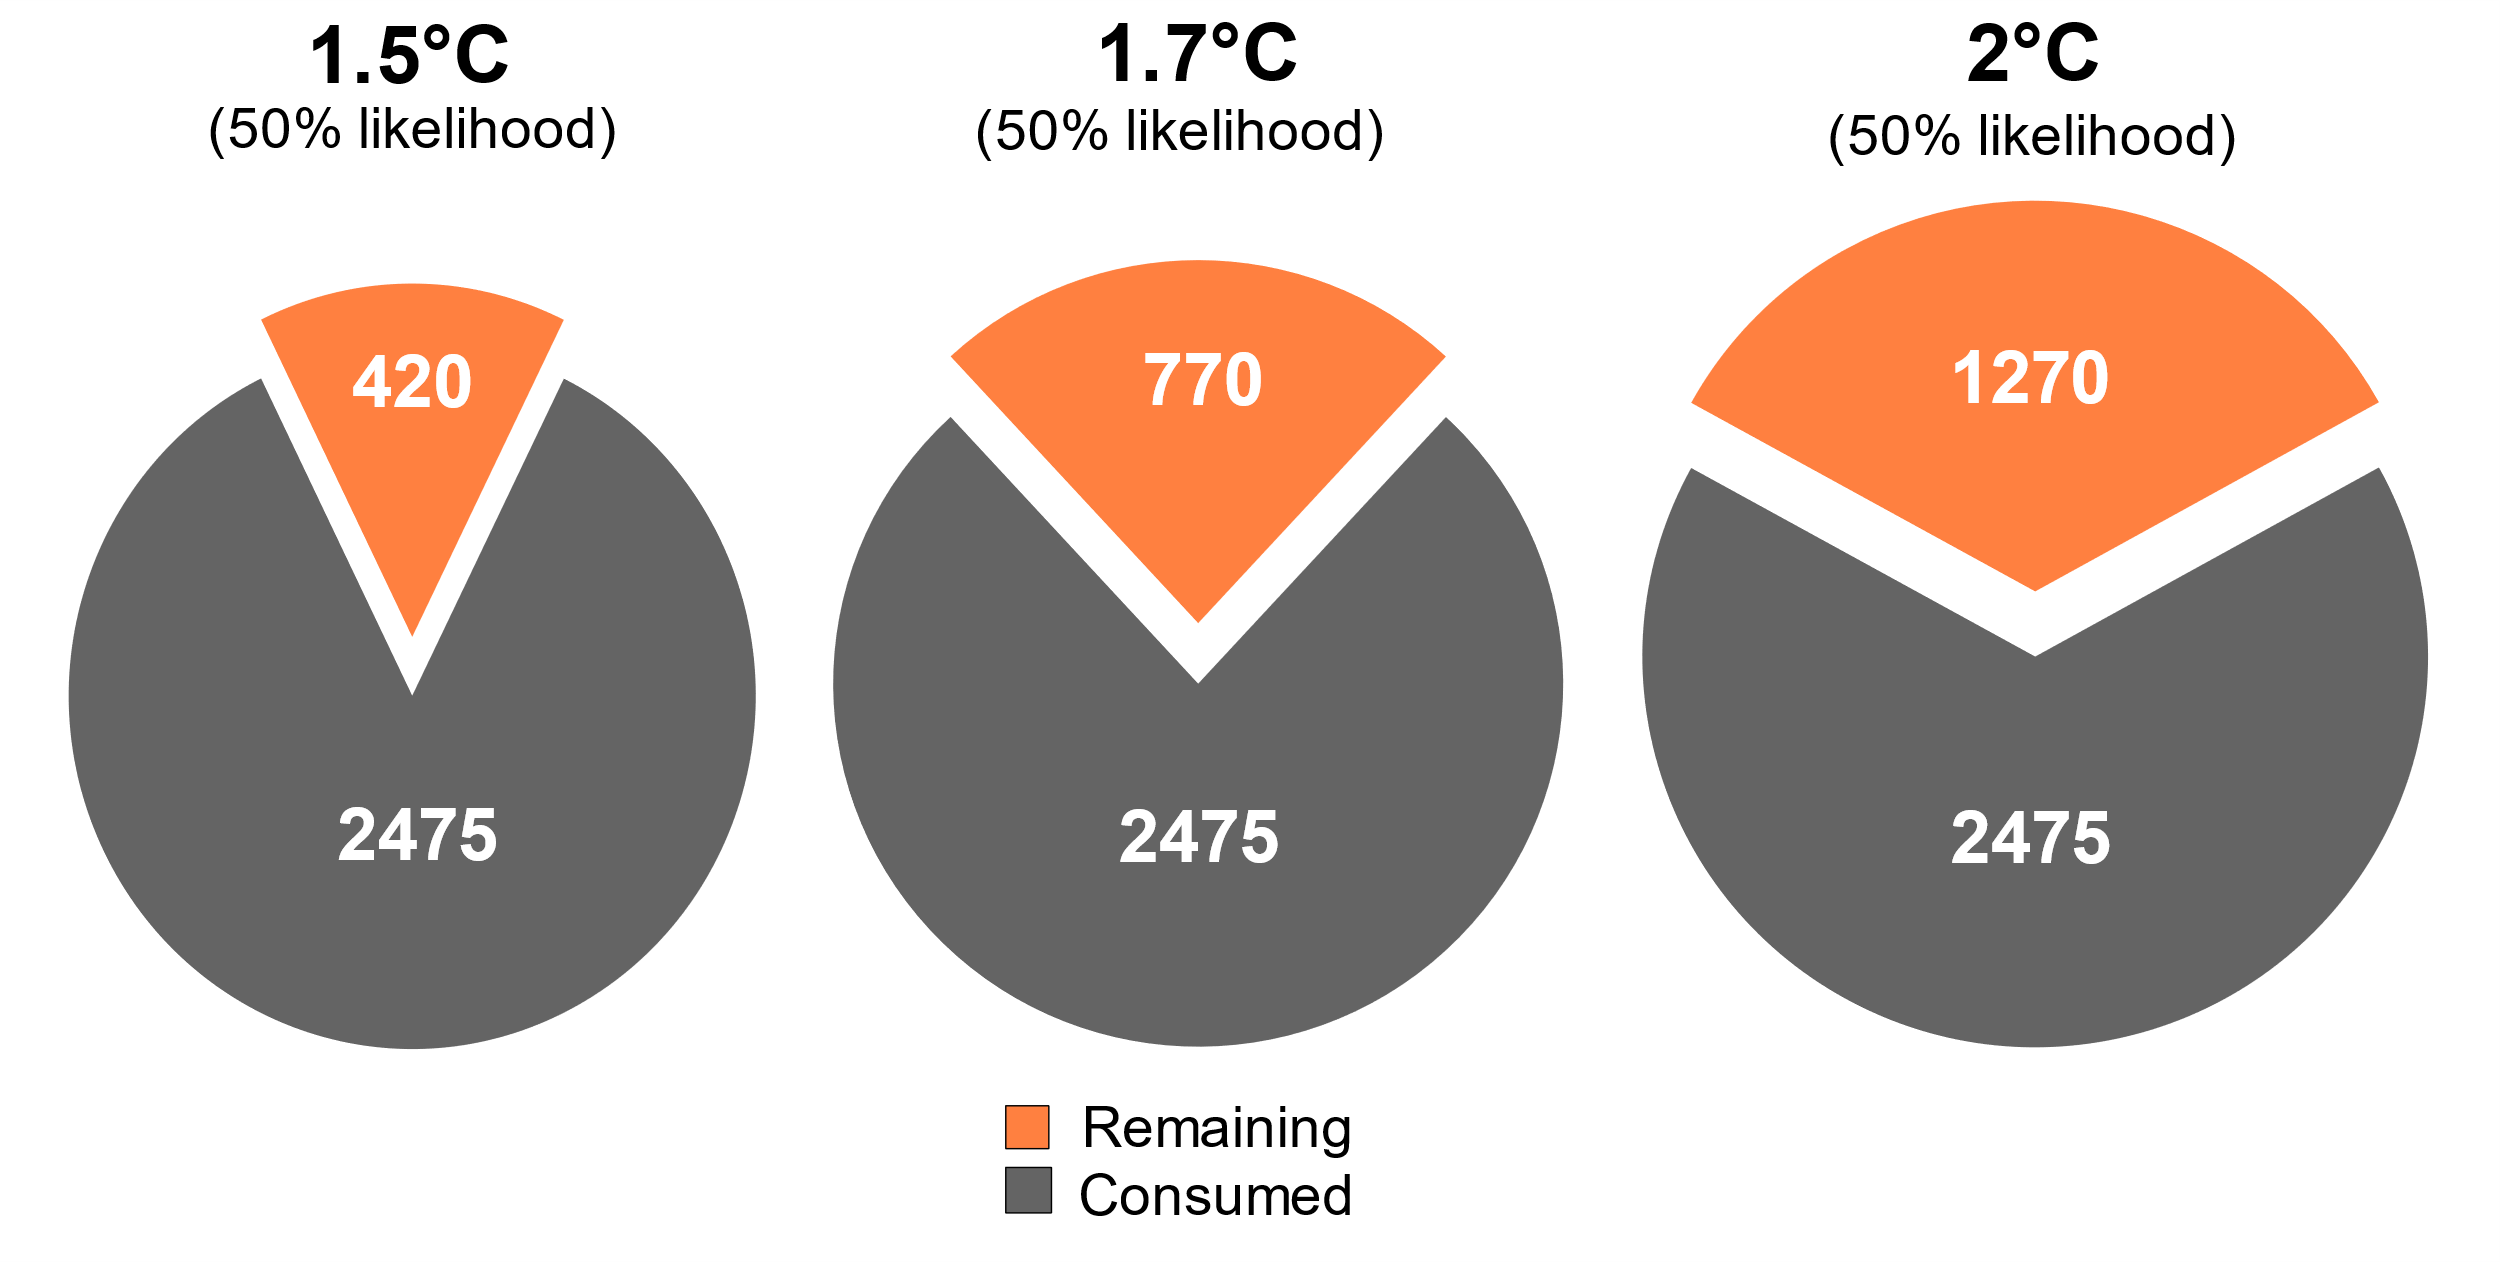 1.5°C
(50% likelihood)
420
2475
1.7°C
(50% likelihood)
770
2475
2°C
(50% likelihood)
1270
2475
Remaining
Consumed